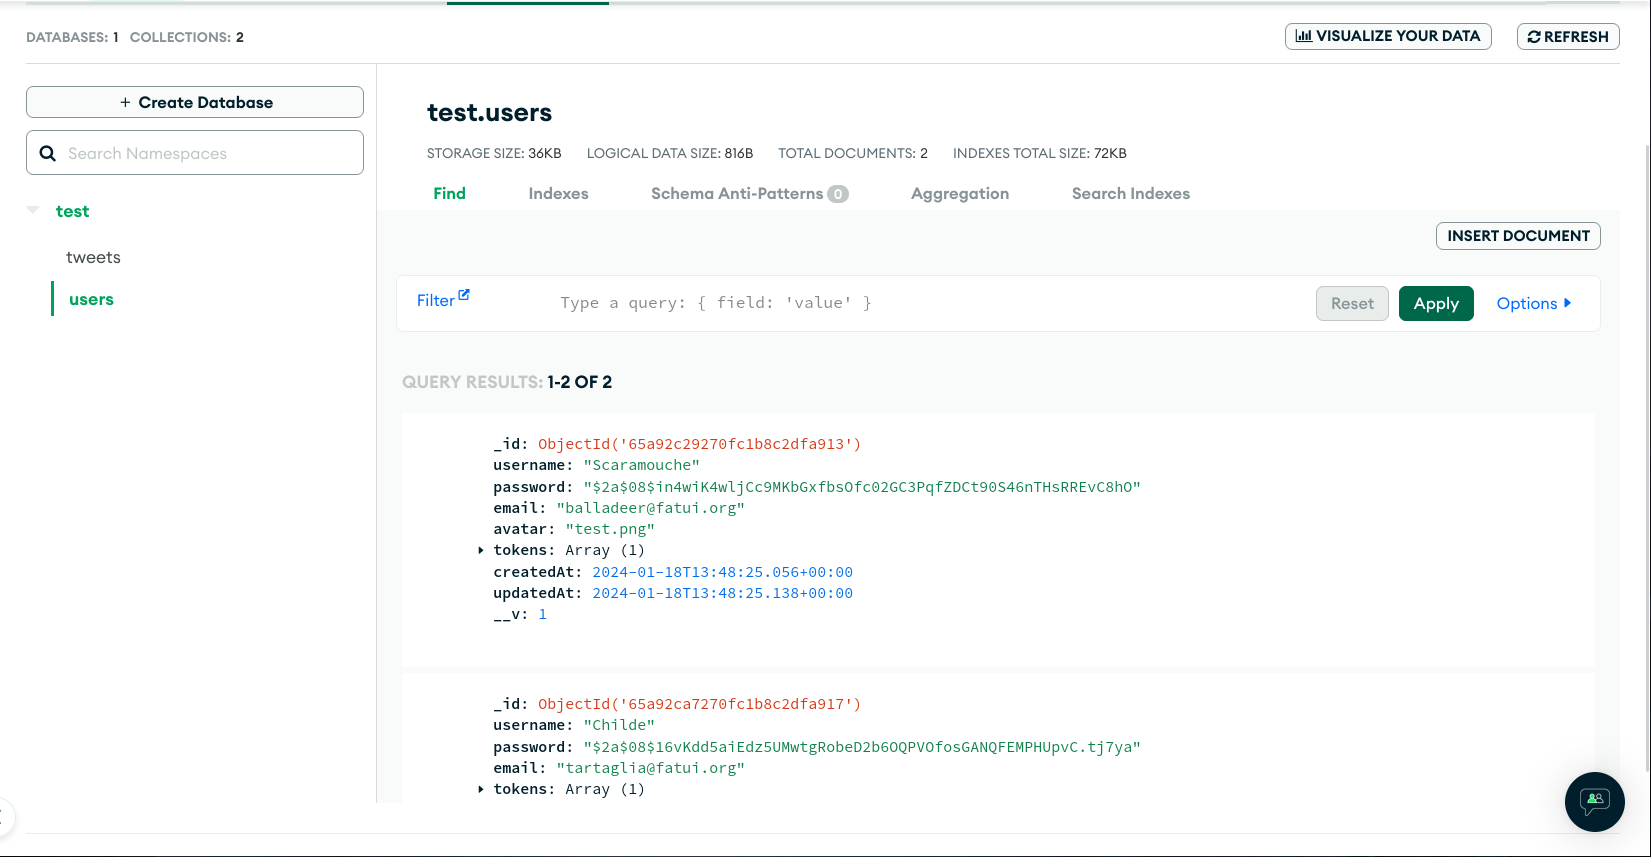 DATABASES: 1 COLLECTIONS: 2
VISUALIZE YOUR DATA
REFRESH
+ Create Database
Search Namespaces
test
tweets
users
test.users
STORAGE SIZE: 36KB LOGICAL DATA SIZE: 816B TOTAL DOCUMENTS: 2 INDEXES TOTAL SIZE: 72KB
Find Indexes Schema Anti-Patterns 0 Aggregation Search Indexes
INSERT DOCUMENT
Filter Type a query: { field: 'value' } Reset Apply Options
QUERY RESULTS: 1-2 OF 2
_id: ObjectId('65a92c29270fc1b8c2dfa913')
username: "Scaramouche"
password: "$2a$08$in4wiK4wljCc9MKbGxfbsOfc02GC3PqfZDCt90S46nTHsRREvC8hO"
email: "balladeer@fatui.org"
avatar: "test.png"
tokens: Array (1)
createdAt: 2024-01-18T13:48:25.056+00:00
updatedAt: 2024-01-18T13:48:25.138+00:00
__v: 1
_id: ObjectId('65a92ca7270fc1b8c2dfa917')
username: "Childe"
password: "$2a$08$16vKdd5aiEdz5UMwtgRobeD2b6OQPVOfosGANQFEMPHUpvC.tj7ya"
email: "tartaglia@fatui.org"
tokens: Array (1)